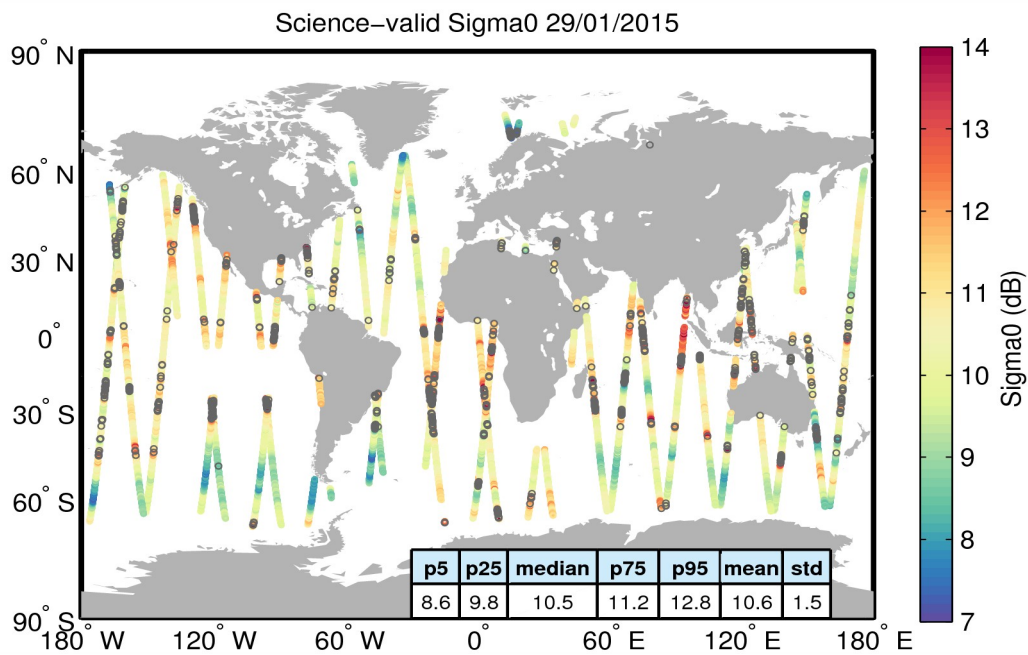 Science−valid Sigma0 29/01/2015
90° N
60° N
30° N
0°
30° S
60° S
90° S
180° W
120° W
60° W
0°
60° E
120° E
180° E
p5 p25 median p75 p95 mean std
8.6 9.8 10.5 11.2 12.8 10.6 1.5
14
13
12
11
10
9
8
7
Sigma0 (dB)